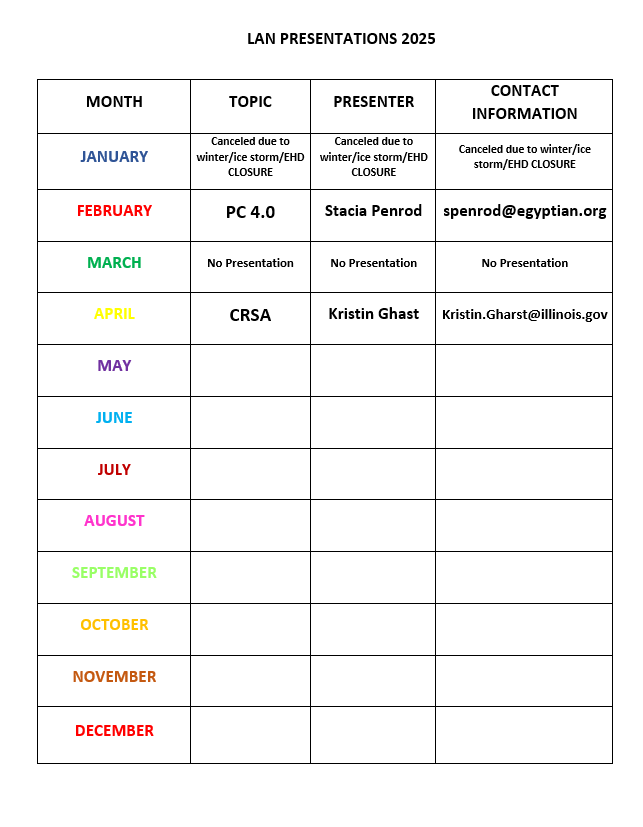 LAN PRESENTATIONS 2025
MONTH
TOPIC
PRESENTER
CONTACT
INFORMATION
JANUARY
Canceled due to
winter/ice storm/EHD
CLOSURE
Canceled due to
winter/ice storm/EHD
CLOSURE
Canceled due to winter/ice
storm/EHD CLOSURE
FEBRUARY
PC 4.0
Stacia Penrod
spenrod@egyptian.org
MARCH
No Presentation
No Presentation
No Presentation
APRIL
CRSA
Kristin Ghast
Kristin.Gharst@illinois.gov
MAY
JUNE
JULY
AUGUST
SEPTEMBER
OCTOBER
NOVEMBER
DECEMBER